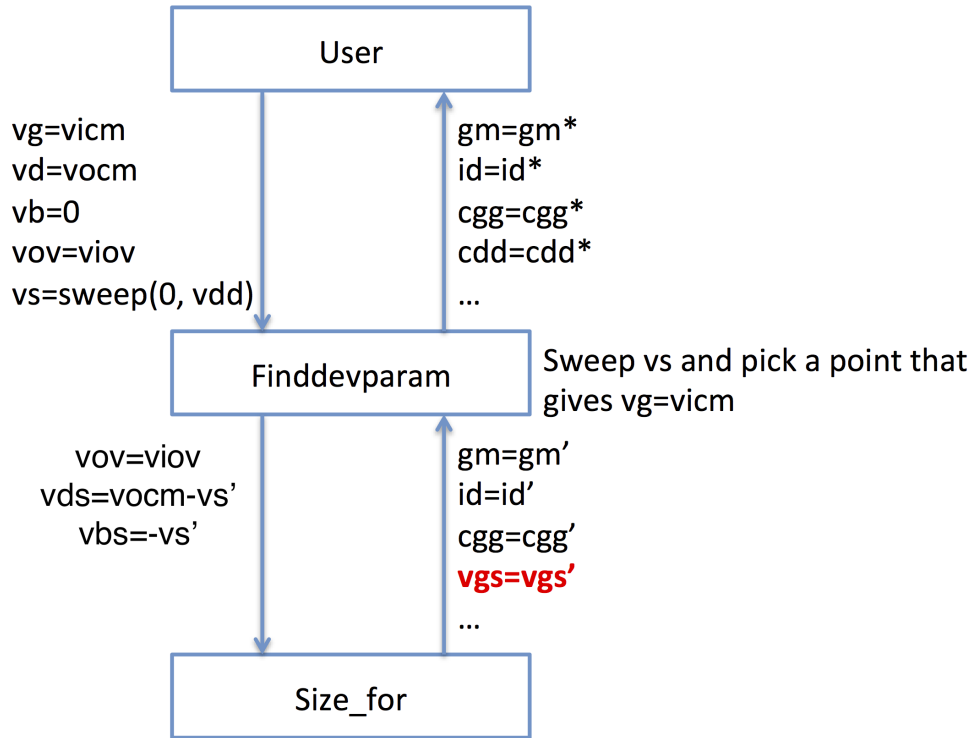 User
vg=vicm
vd=vocm
vb=0
vov=viov
vs=sweep(0, vdd)
gm=gm*
id=id*
cgg=cgg*
cdd=cdd*
…
Finddevparam
Sweep vs and pick a point that
gives vg=vicm
vov=viov
vds=vocm-vs’
vbs=-vs’
gm=gm’
id=id’
cgg=cgg’
vgs=vgs’
…
Size_for